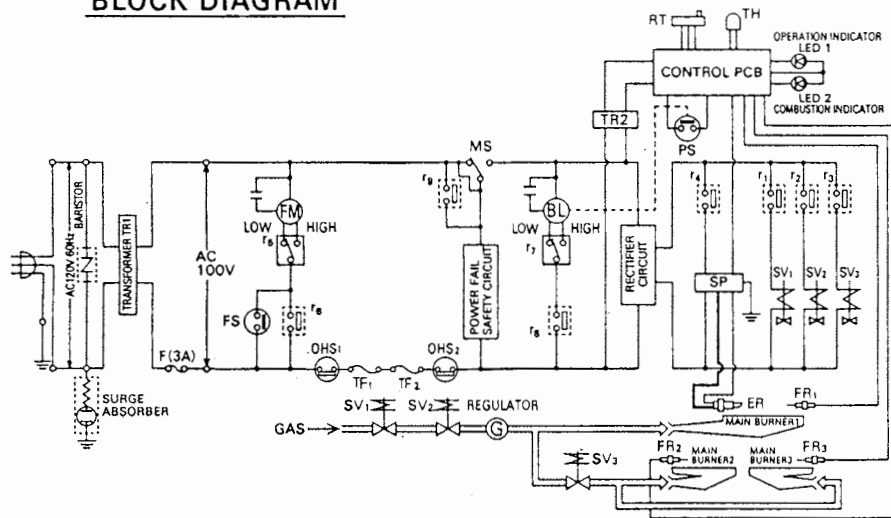 BLOCK DIAGRAM
RT
TH
OPERATION INDICATOR
LED 1
CONTROL PCB
LED 2
COMBUSTION INDICATOR
TR2
PS
MS
AC120V 60Hz
BARISTOR
TRANSFORMER TR1
AC
100V
FM
LOW HIGH
r5
FS
r6
r9
POWER FAIL
SAFETY CIRCUIT
BL
LOW HIGH
r7
r8
RECTIFIER
CIRCUIT
r4
r1
r2
r3
SP
SV1
SV2
SV3
F(3A)
OHS1
TF1
TF2
OHS2
SURGE
ABSORBER
SV1
SV2
REGULATOR
GAS
G
ER
FR1
MAIN BURNER1
SV3
FR2
MAIN
BURNER2
MAIN
BURNER3
FR3